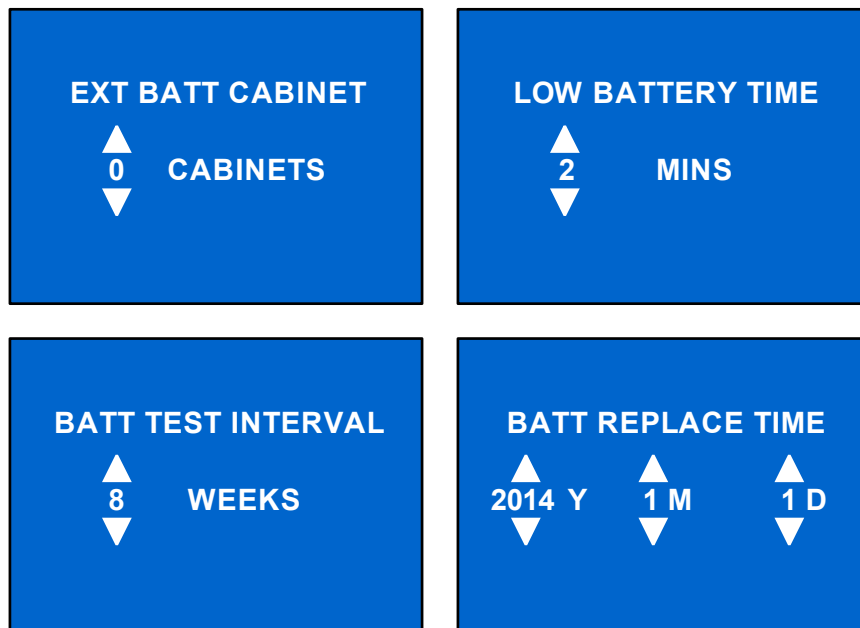 EXT BATT CABINET
0 CABINETS
LOW BATTERY TIME
2 MINS
BATT TEST INTERVAL
8 WEEKS
BATT REPLACE TIME
2014 Y 1 M 1 D